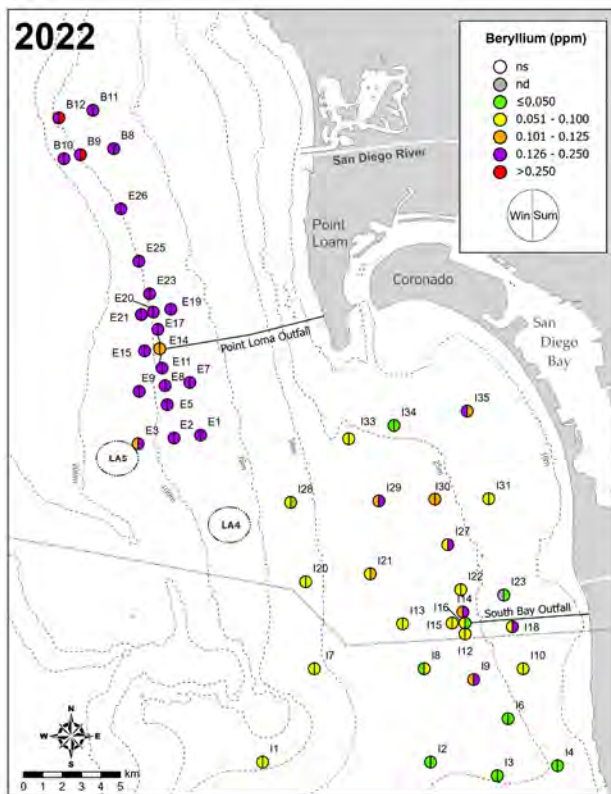 2022
Beryllium (ppm)
ns
nd
≤0.050
0.051 - 0.100
0.101 - 0.125
0.126 - 0.250
>0.250
Win Sum
B12
B11
B10
B9
B8
San Diego River
Point
Loam
Coronado
San
Diego
Bay
E26
E25
E23
E20
E19
E21
E17
E14
Point Loma Outfall
E15
E11
E9
E8
E7
E5
E3
E2
E1
LA5
LA4
I35
I34
I33
I28
I29
I30
I31
I27
I20
I21
I22
I23
I14
I16
I13
I15
South Bay Outfall
I18
I12
I7
I8
I9
I10
I6
I1
I2
I3
I4
N
W
E
S
0 1 2 3 4 5
km